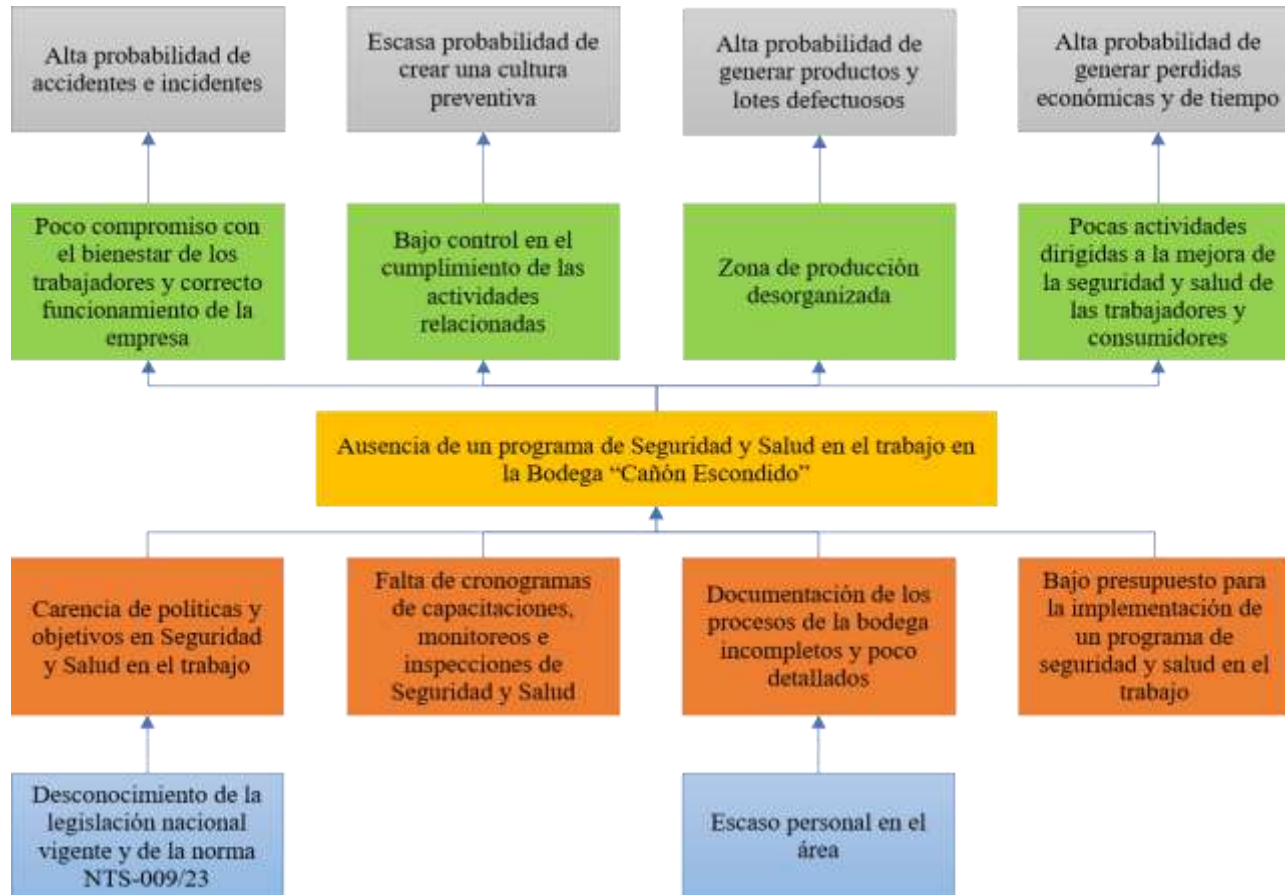 Alta probabilidad de
accidentes e incidentes
Escasa probabilidad de
crear una cultura
preventiva
Alta probabilidad de
generar productos y
lotes defectuosos
Alta probabilidad de
generar perdidas
económicas y de tiempo
Poco compromiso con
el bienestar de los
trabajadores y correcto
funcionamiento de la
empresa
Bajo control en el
cumplimiento de las
actividades
relacionadas
Zona de producción
desorganizada
Pocas actividades
dirigidas a la mejora de
la seguridad y salud de
las trabajadores y
consumidores
Ausencia de un programa de Seguridad y Salud en el trabajo en
la Bodega “Cañón Escondido”
Carencia de políticas y
objetivos en Seguridad
y Salud en el trabajo
Falta de cronogramas
de capacitaciones,
monitoreos e
inspecciones de
Seguridad y Salud
Documentación de los
procesos de la bodega
incompletos y poco
detallados
Bajo presupuesto para
la implementación de
un programa de
seguridad y salud en el
trabajo
Desconocimiento de la
legislación nacional
vigente y de la norma
NTS-009/23
Escaso personal en el
área